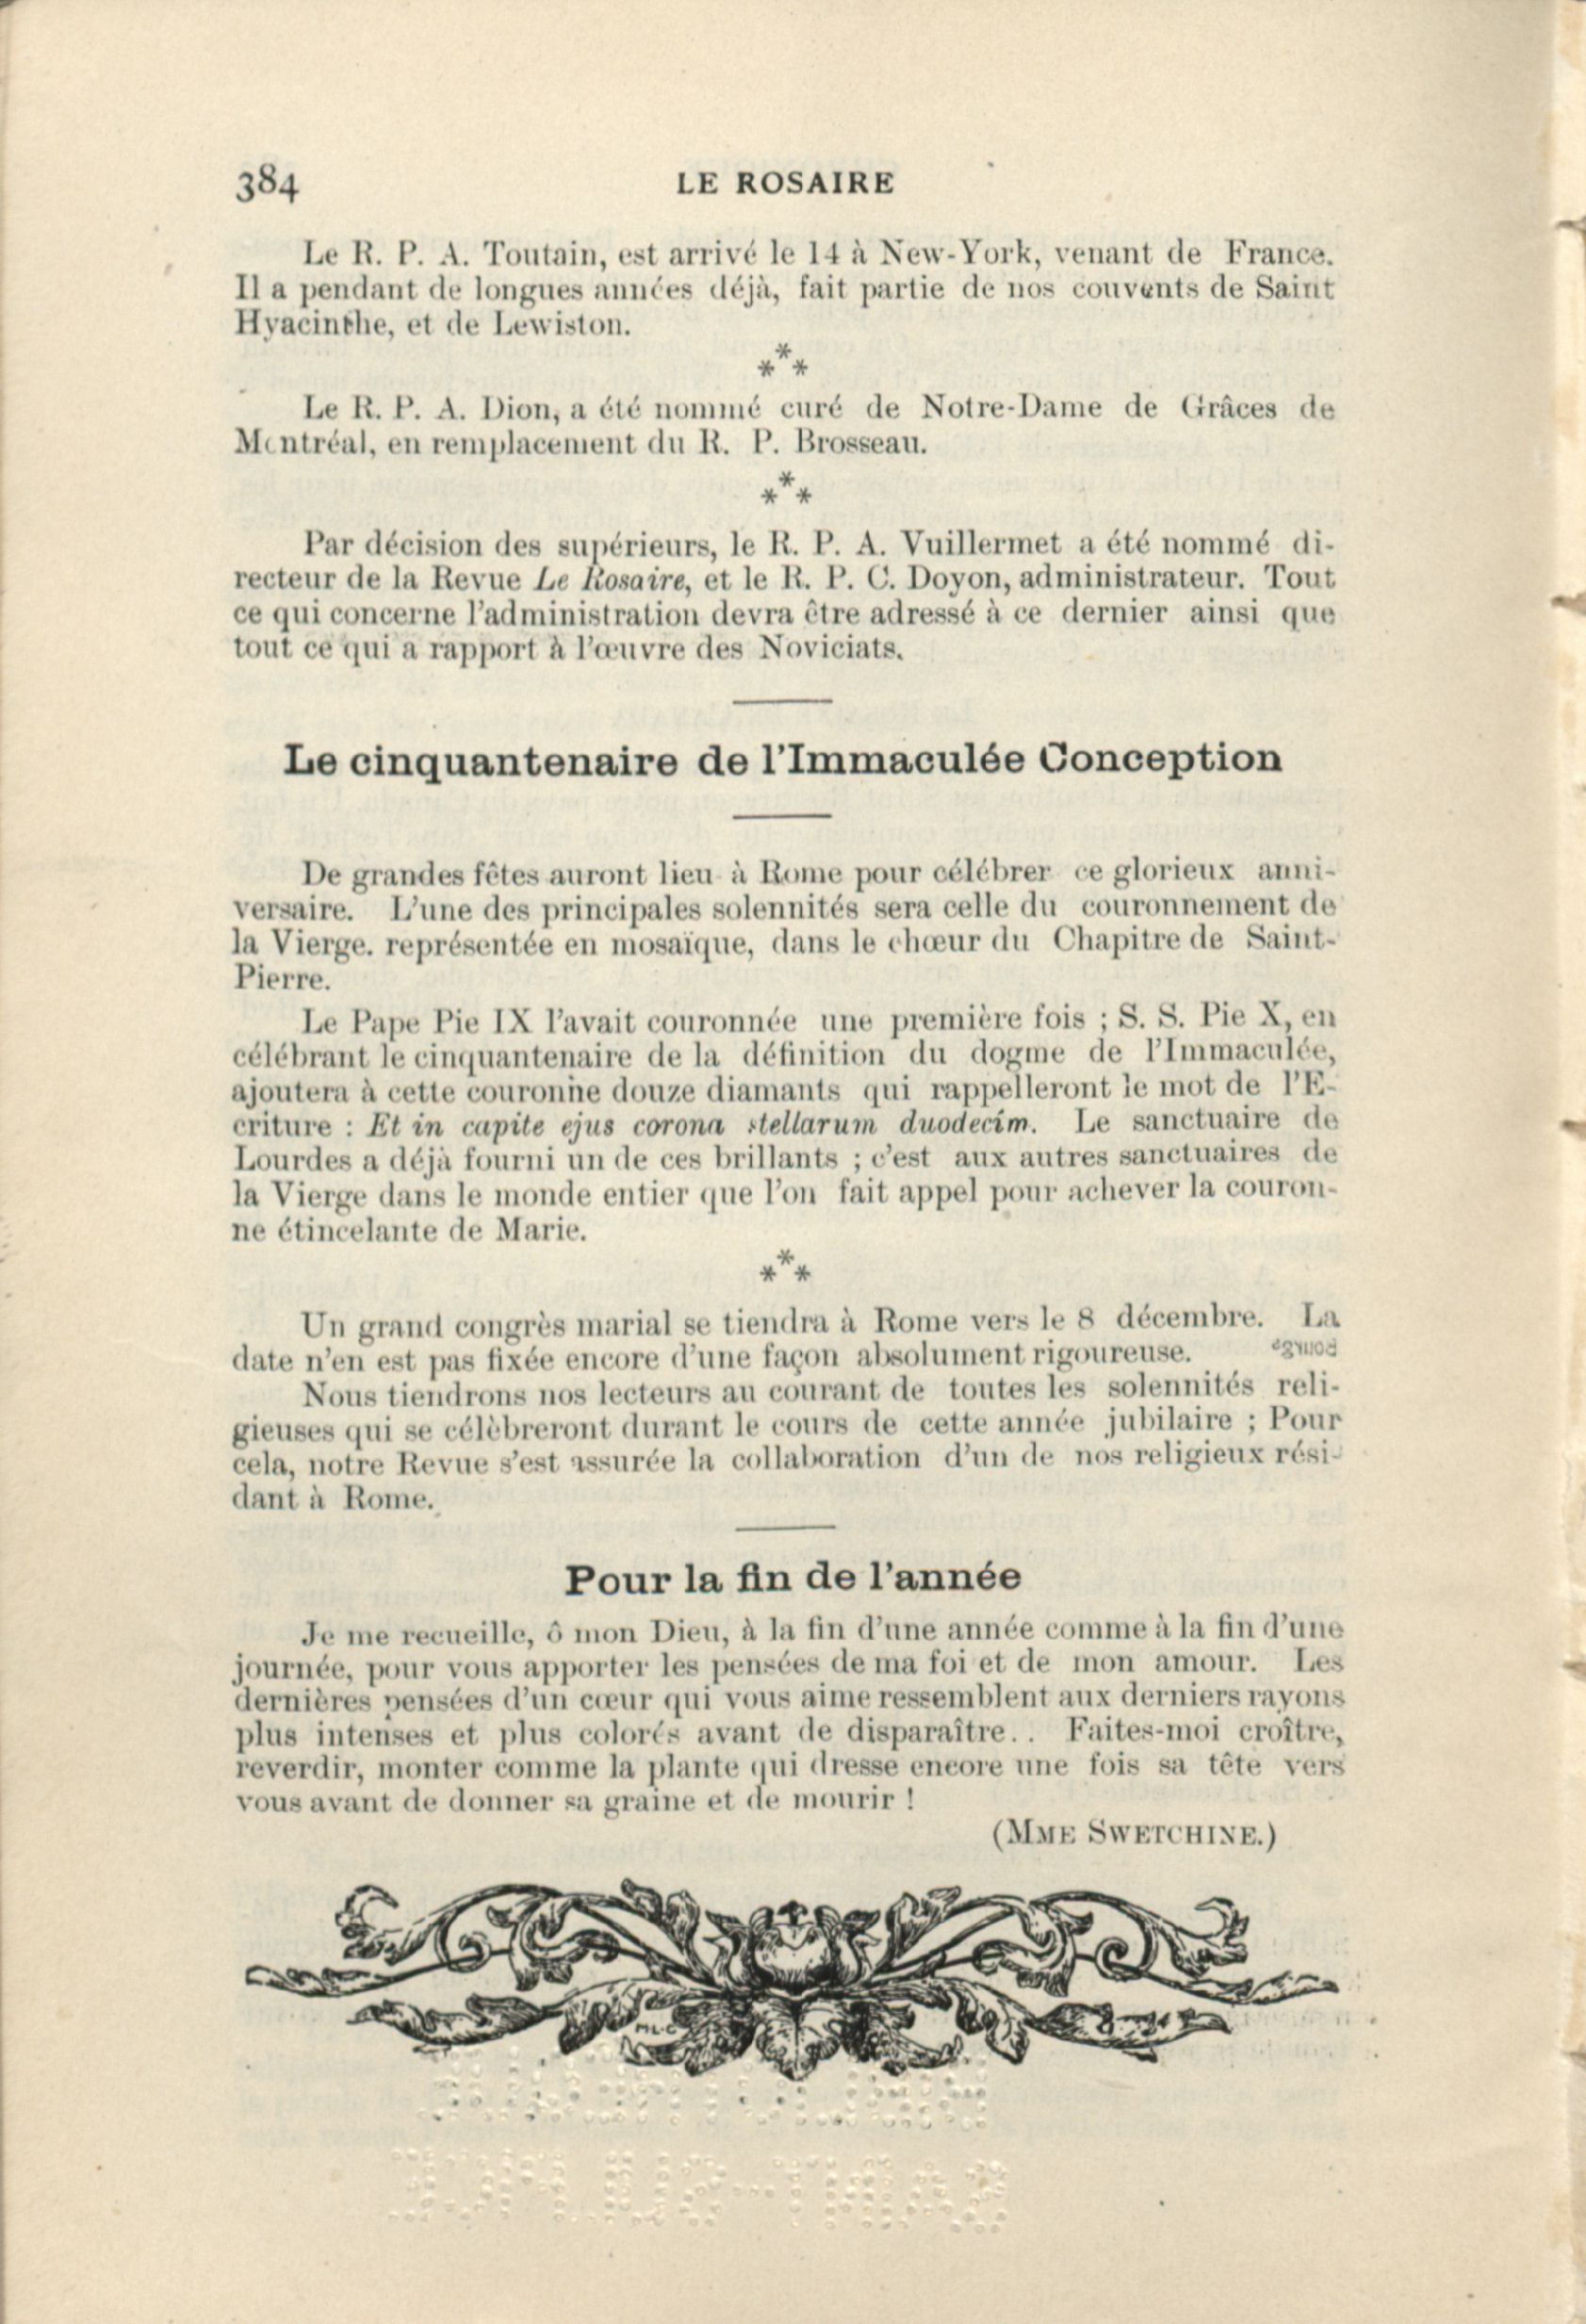 384
LE ROSAIRE
Le R. P. A. Toutain, est arrivé le 14 à New-York, venant de France.
Il a pendant de longues années déjà, fait partie de nos couvents de Saint
Hyacinthe, et de Lewiston.
***
Le R. P. A. Dion, a été nommé curé de Notre-Dame de Grâces de
Montréal, en remplacement du R. P. Brosseau.
***
Par décision des supérieurs, le R. P. A. Vuillermet a été nommé di-
recteur de la Revue Le Rosaire, et le R. P. C. Doyon, administrateur. Tout
ce qui concerne l'administration devra être adressé à ce dernier ainsi que
tout ce qui a rapport à l'œuvre des Noviciats.
Le cinquantenaire de l'Immaculée Conception
De grandes fêtes auront lieu à Rome pour célébrer ce glorieux anni-
versaire. L'une des principales solennités sera celle du couronnement de
la Vierge. représentée en mosaïque, dans le chœur du Chapitre de Saint-
Pierre.
Le Pape Pie IX l'avait couronnée une première fois ; S. S. Pie X, en
célébrant le cinquantenaire de la définition du dogme de l'Immaculée,
ajoutera à cette couronne douze diamants qui rappelleront le mot de l'E-
criture : Et in capite ejus corona stellarum duodecim. Le sanctuaire de
Lourdes a déjà fourni un de ces brillants ; c'est aux autres sanctuaires de
la Vierge dans le monde entier que l'on fait appel pour achever la couron-
ne étincelante de Marie.
***
Un grand congrès marial se tiendra à Rome vers le 8 décembre. La
date n'en est pas fixée encore d'une façon absolument rigoureuse.
Nous tiendrons nos lecteurs au courant de toutes les solennités reli-
gieuses qui se célèbreront durant le cours de cette année jubilaire ; Pour
cela, notre Revue s'est assurée la collaboration d'un de nos religieux rési-
dant à Rome.
Pour la fin de l'année
Je me recueille, ô mon Dieu, à la fin d'une année comme à la fin d'une
journée, pour vous apporter les pensées de ma foi et de mon amour. Les
dernières pensées d'un cœur qui vous aime ressemblent aux derniers rayons
plus intenses et plus colorés avant de disparaître. . Faites-moi croître,
reverdir, monter comme la plante qui dresse encore une fois sa tête vers
vous avant de donner sa graine et de mourir !
(MME SWETCHINE.)